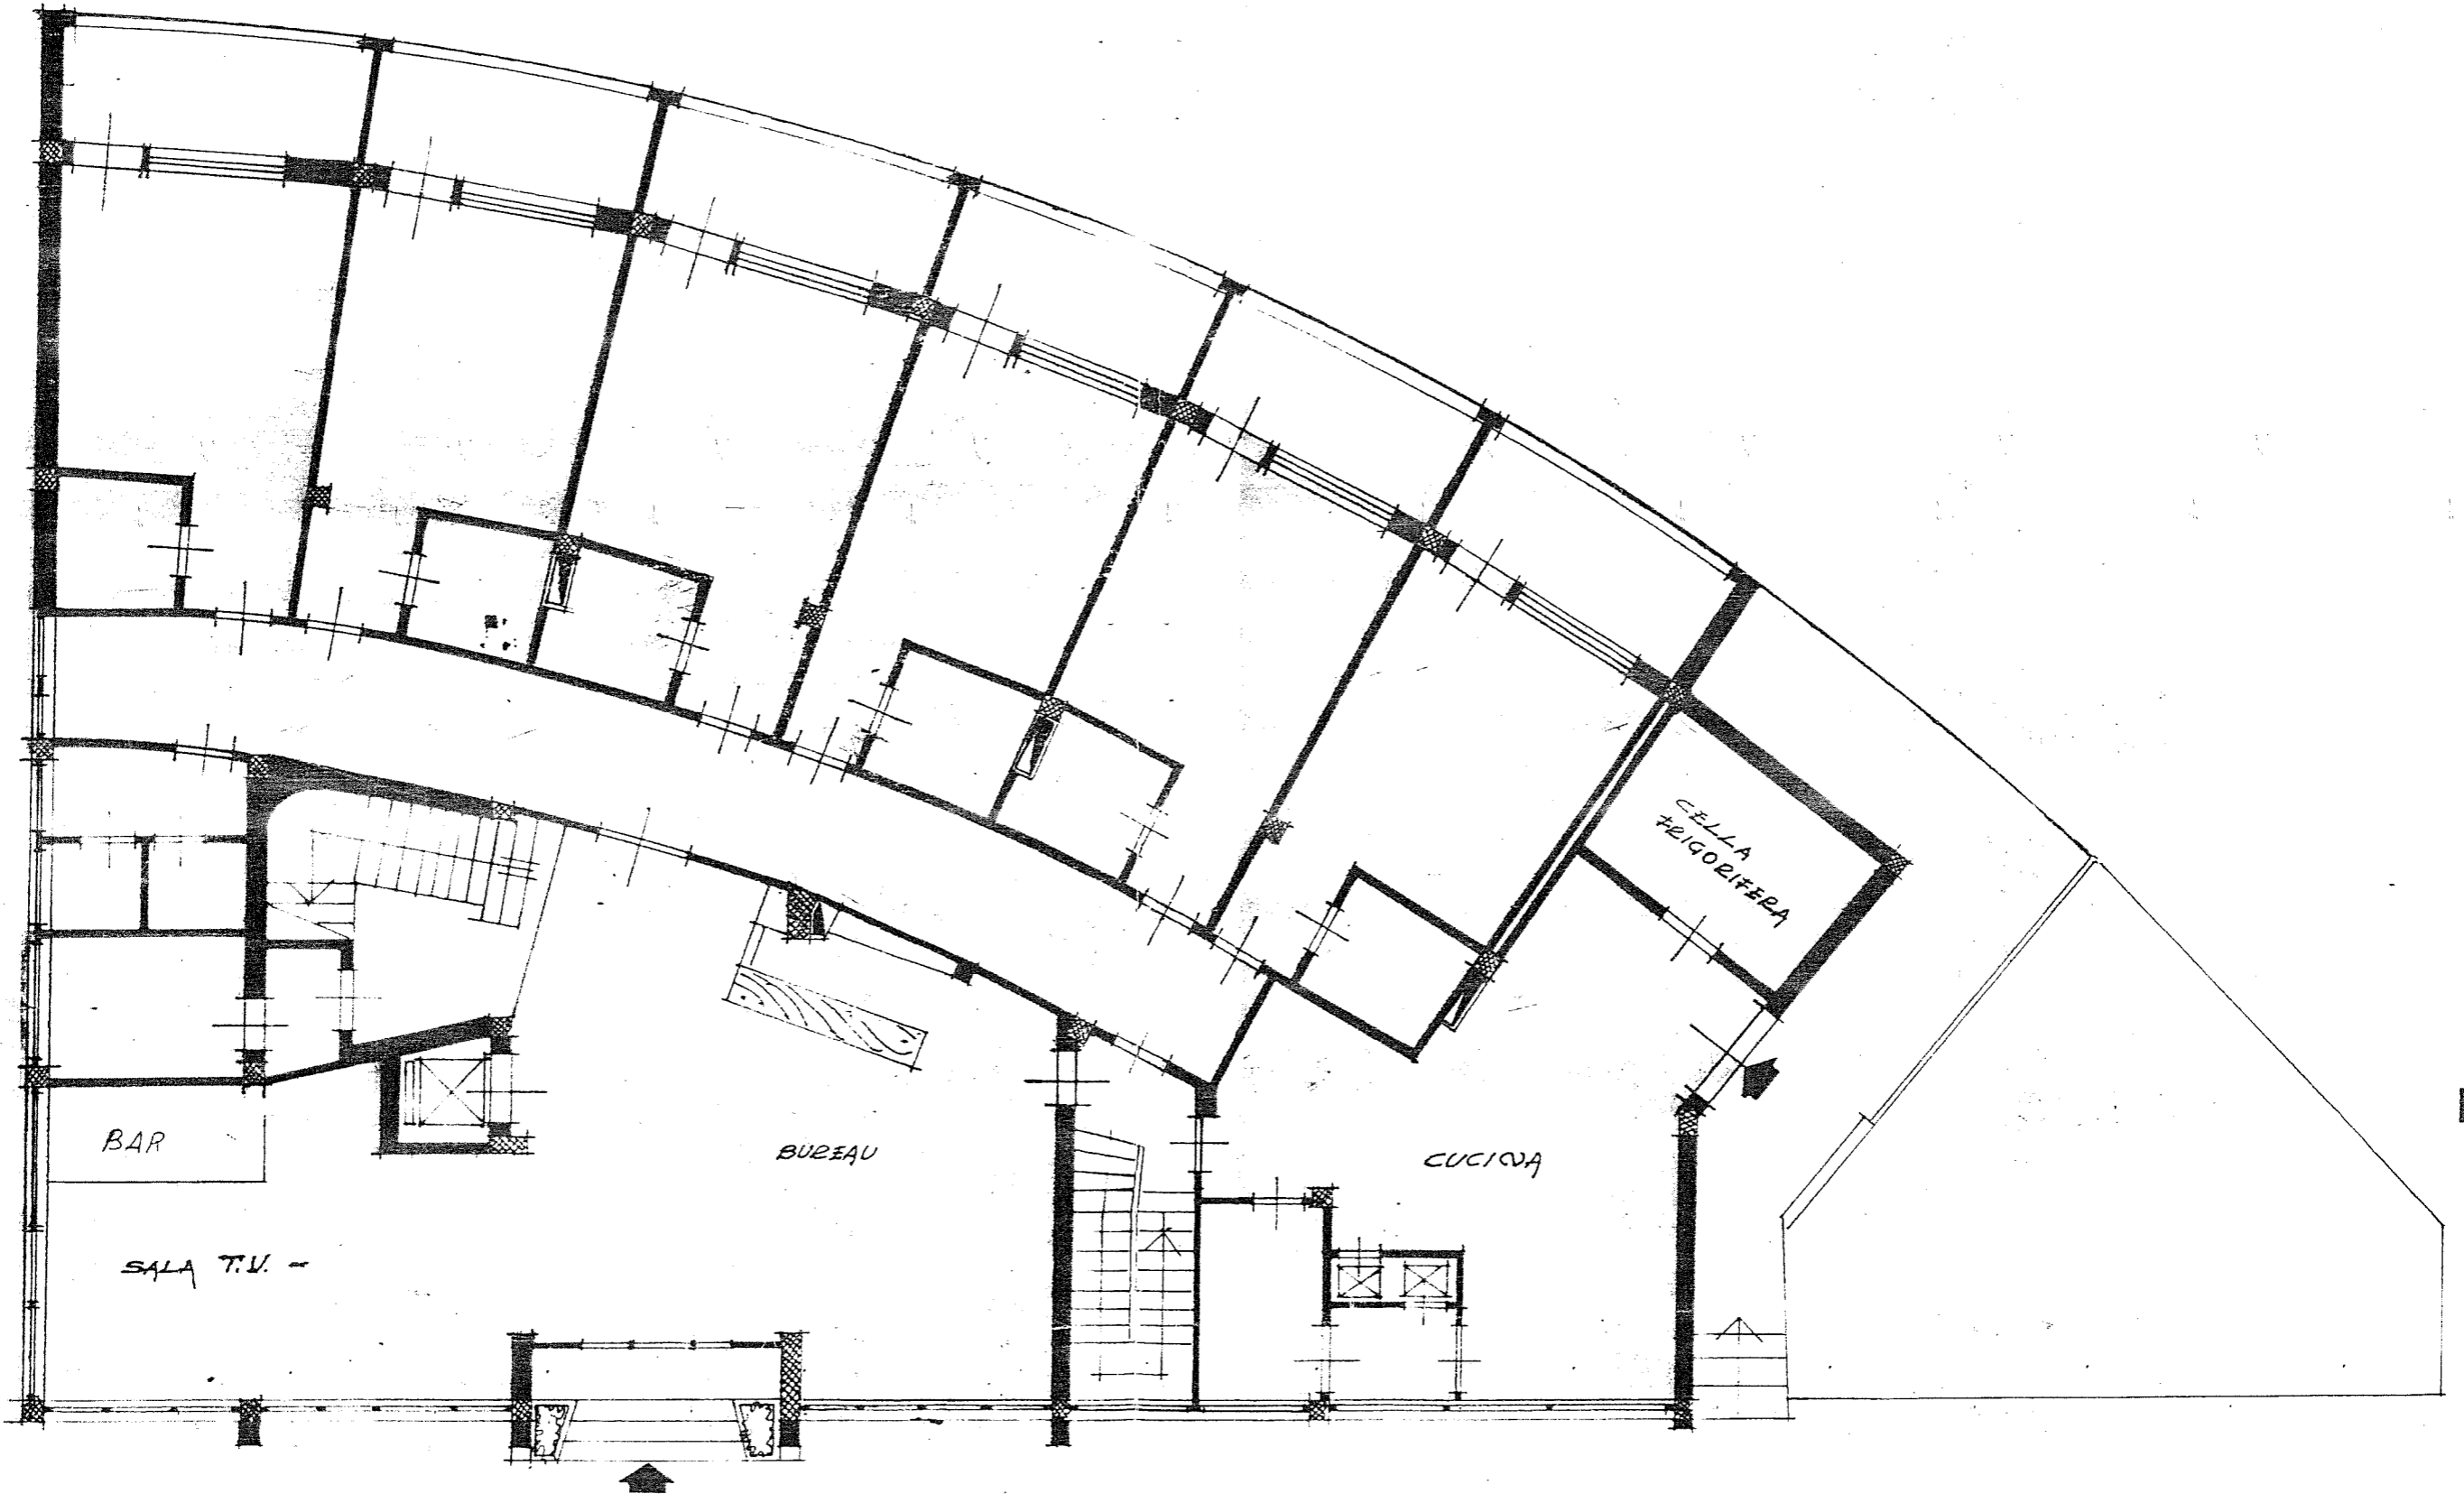 CELLA
FRIGORIFERA
BAR
BUREAU
CUCINA
SALA T.V. -